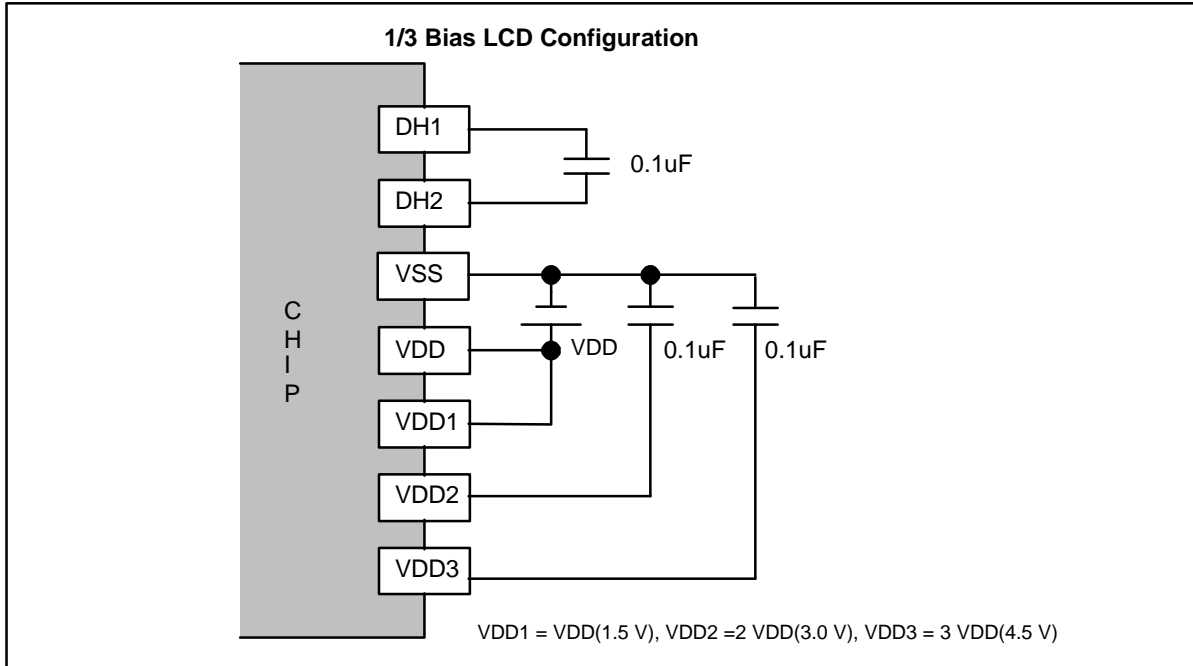 1/3 Bias LCD Configuration
DH1
0.1uF
DH2
VSS
CHIP
VDD
VDD
0.1uF
0.1uF
VDD1
VDD2
VDD3
VDD1 = VDD(1.5 V), VDD2 =2 VDD(3.0 V), VDD3 = 3 VDD(4.5 V)